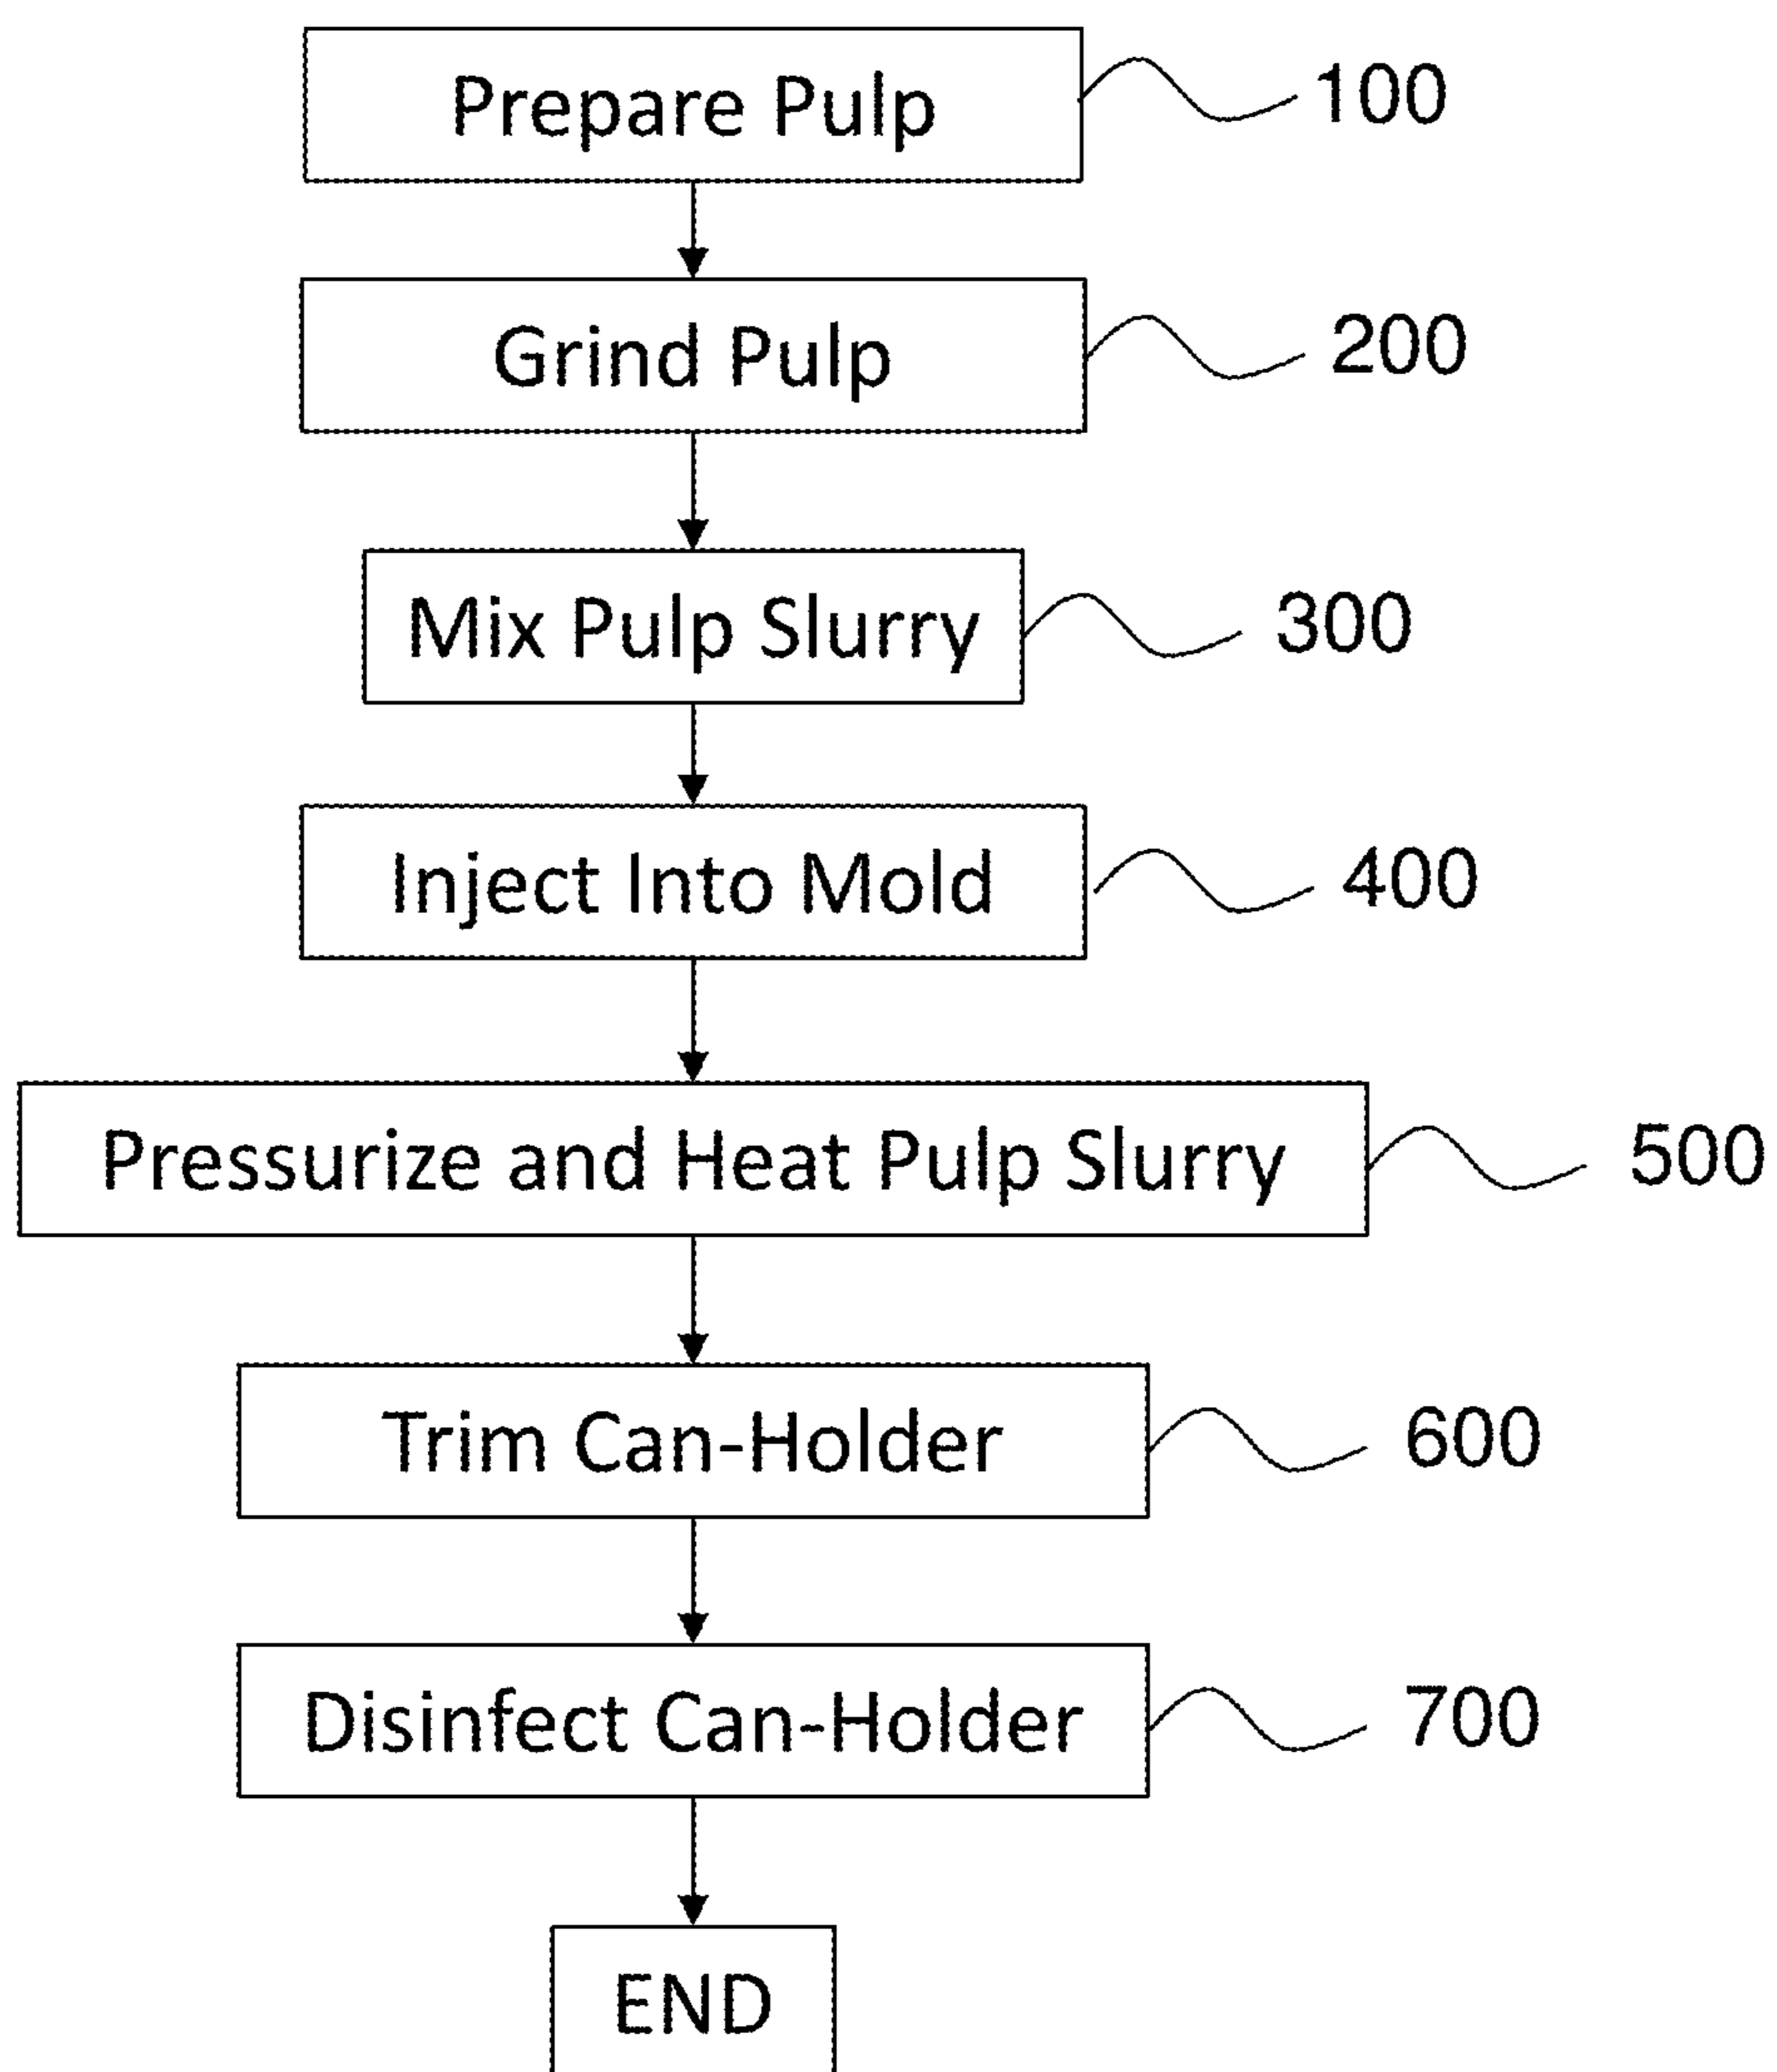 Prepare Pulp 100
Grind Pulp 200
Mix Pulp Slurry 300
Inject Into Mold 400
Pressurize and Heat Pulp Slurry 500
Trim Can-Holder 600
Disinfect Can-Holder 700
END